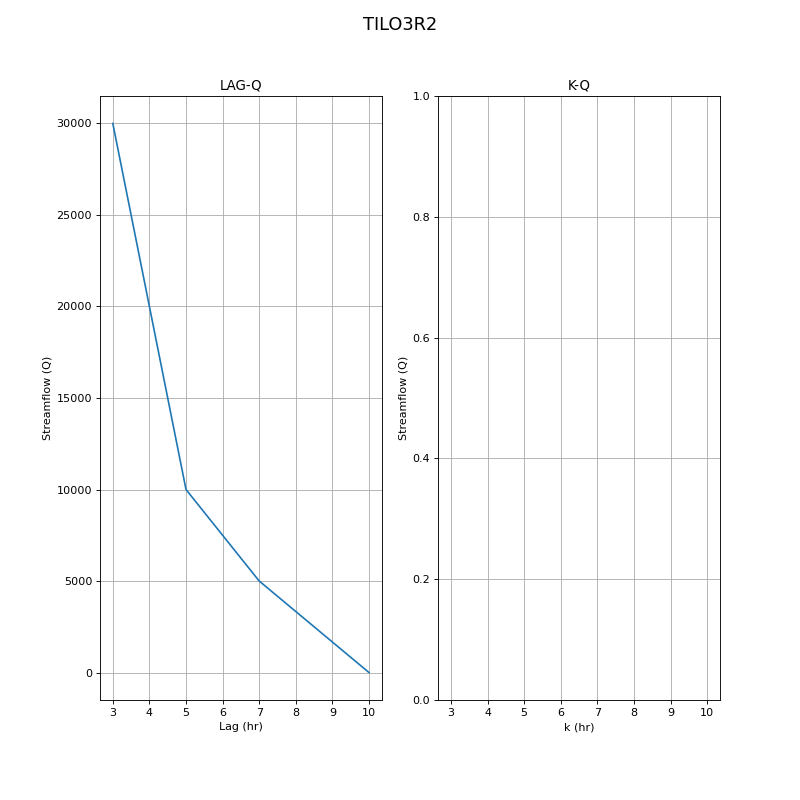 TILO3R2
LAG-Q
K-Q
30000
25000
20000
15000
10000
5000
0
Streamflow (Q)
3 4 5 6 7 8 9 10
Lag (hr)
1.0
0.8
0.6
0.4
0.2
0.0
Streamflow (Q)
3 4 5 6 7 8 9 10
k (hr)